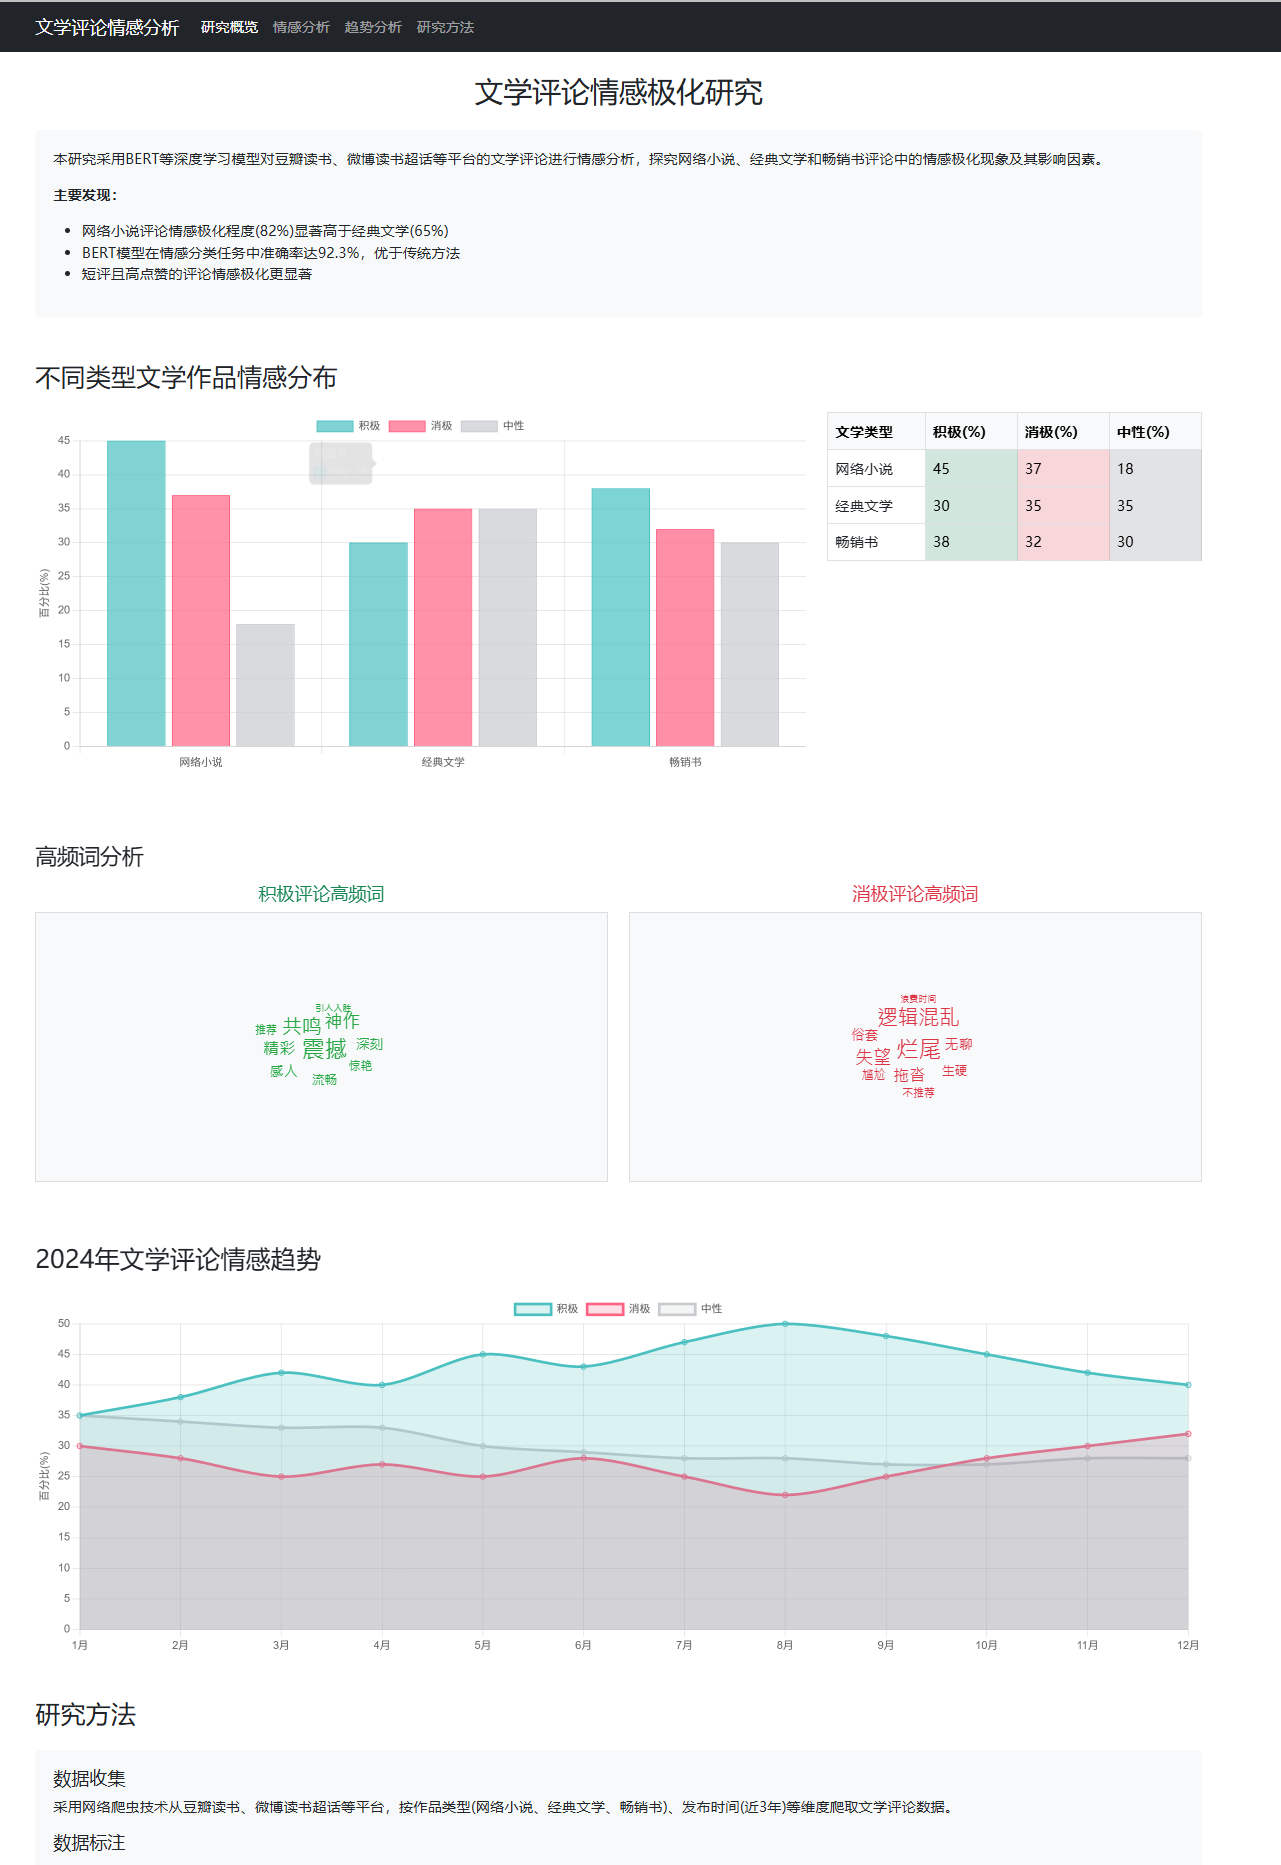 文学评论情感分析 研究概览 情感分析 趋势分析 研究方法
文学评论情感极化研究
本研究采用BERT等深度学习模型对豆瓣读书、微博读书超话等平台的文学评论进行情感分析，探究网络小说、经典文学和畅销书评论中的情感极化现象及其影响因素。
主要发现：
网络小说评论情感极化程度(82%)显著高于经典文学(65%)
BERT模型在情感分类任务中准确率达92.3%，优于传统方法
短评且高点赞的评论情感极化更显著
不同类型文学作品情感分布
积极 消极 中性
45
40
35
30
25
20
15
10
5
0
百分比(%)
网络小说 经典文学 畅销书
文学类型 积极(%) 消极(%) 中性(%)
网络小说 45 37 18
经典文学 30 35 35
畅销书 38 32 30
高频词分析
积极评论高频词
引人入胜
推荐 共鸣 神作
精彩 震撼 深刻
感人 流畅 惊艳
消极评论高频词
浪费时间
逻辑混乱
俗套 烂尾 无聊
失望
尴尬 拖沓 生硬
不推荐
2024年文学评论情感趋势
积极 消极 中性
50
45
40
35
30
25
20
15
10
5
0
百分比(%)
1月 2月 3月 4月 5月 6月 7月 8月 9月 10月 11月 12月
研究方法
数据收集
采用网络爬虫技术从豆瓣读书、微博读书超话等平台，按作品类型(网络小说、经典文学、畅销书)、发布时间(近3年)等维度爬取文学评论数据。
数据标注